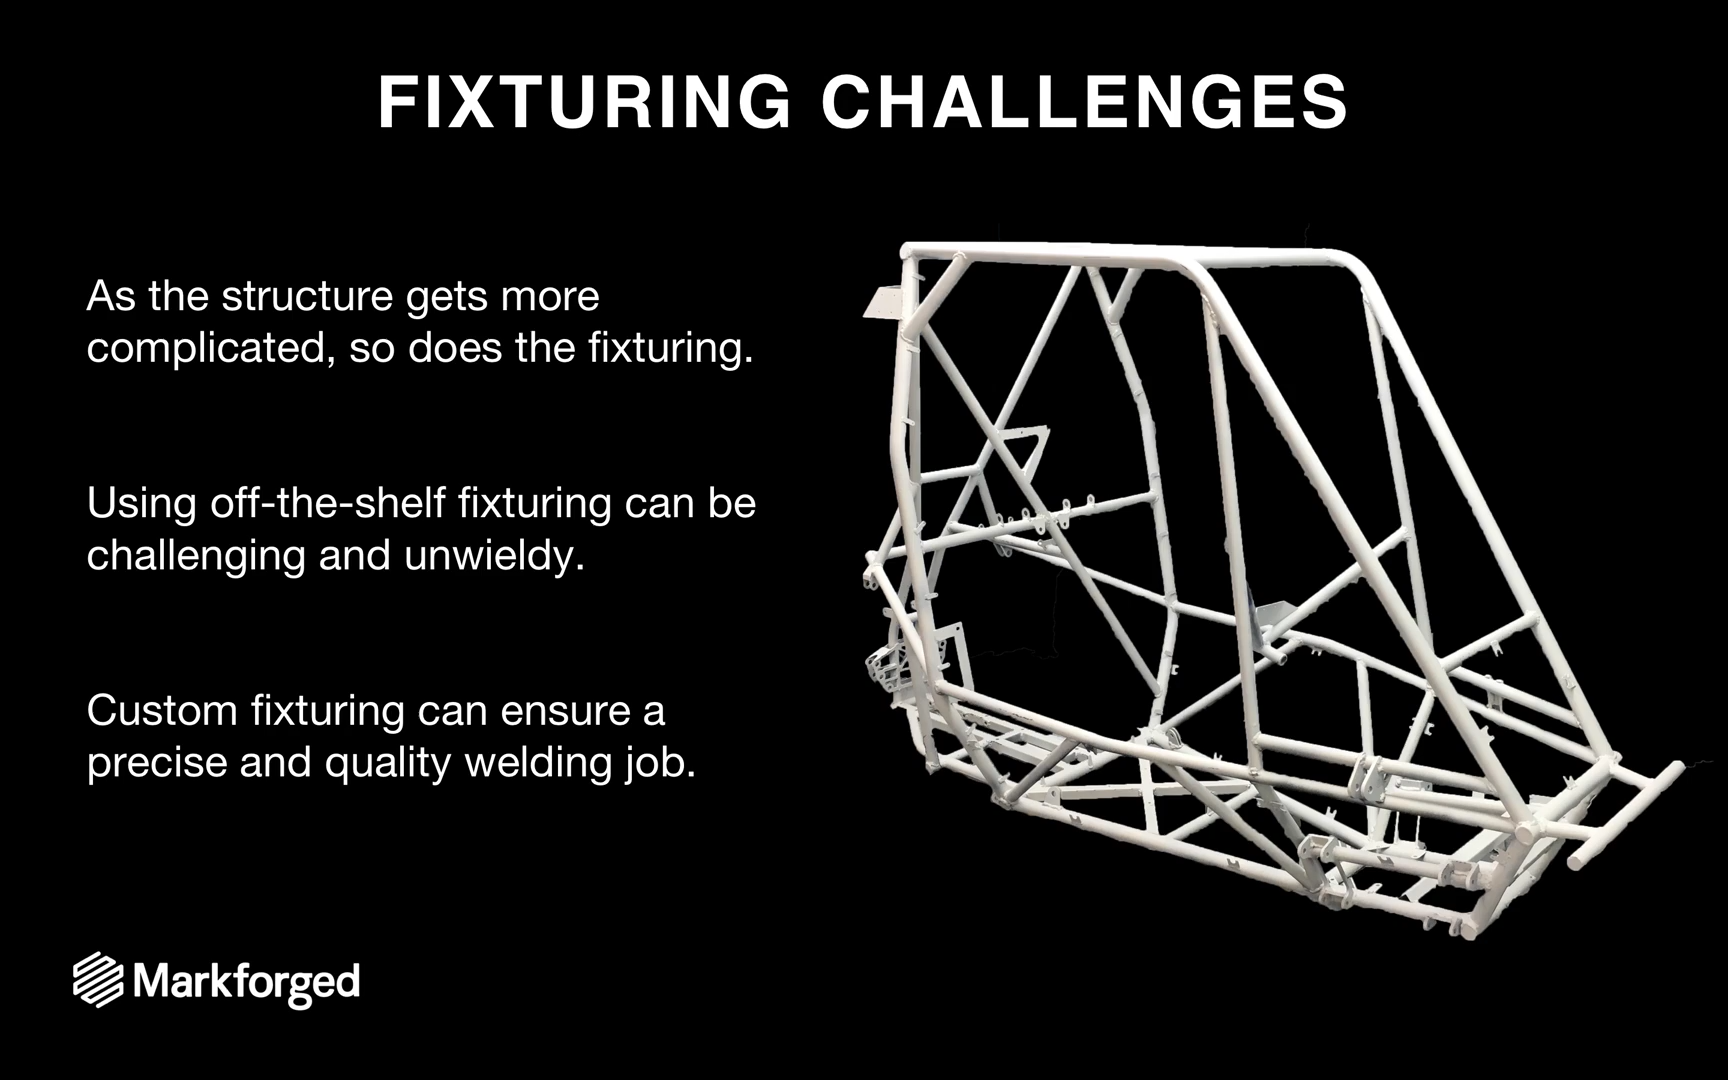 FIXTURING CHALLENGES
As the structure gets more
complicated, so does the fixturing.
Using off-the-shelf fixturing can be
challenging and unwieldy.
Custom fixturing can ensure a
precise and quality welding job.
Markforged